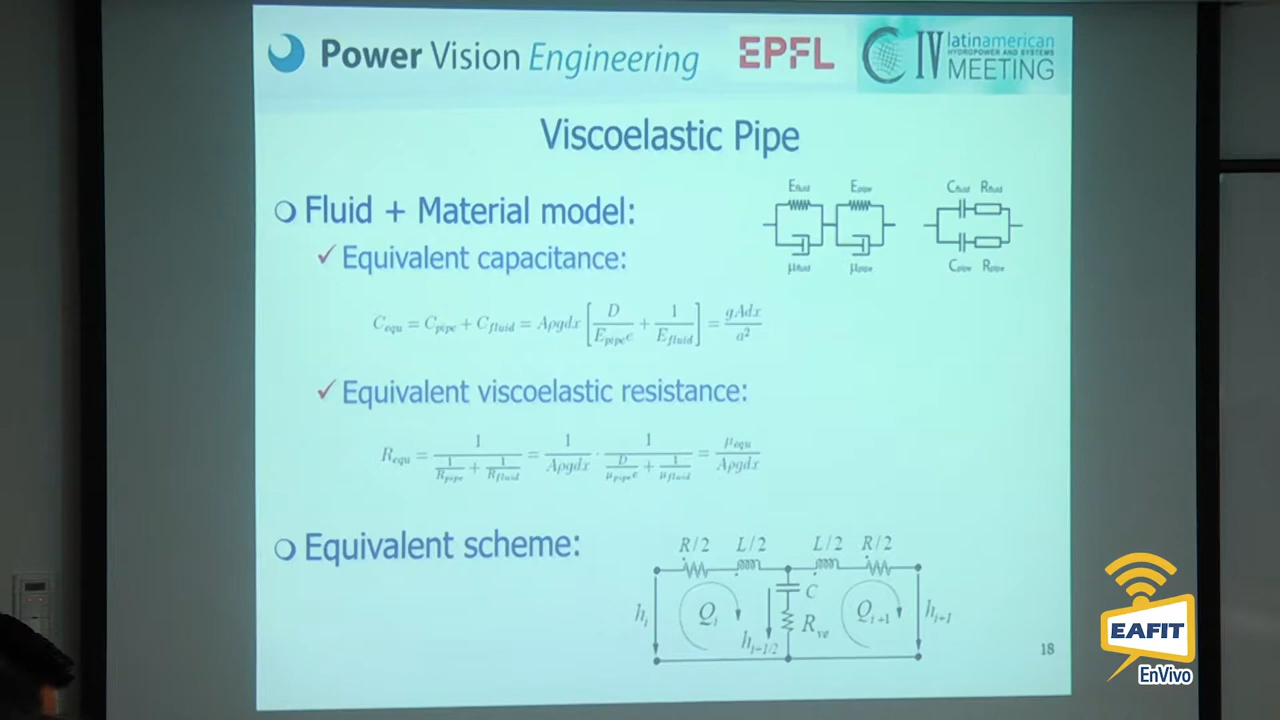 Power Vision Engineering EPFL IV latinamerican
HYDROPOWER AND SYSTEMS
MEETING
Viscoelastic Pipe
Fluid + Material model:
E_fluid E_pipe C_fluid R_fluid
✓ Equivalent capacitance:
μ_fluid μ_pipe C_pipe R_pipe
C_equ = C_pipe + C_fluid = Aρgdx [D/(E_pipe e) + 1/E_fluid] = gAdx/a²
✓ Equivalent viscoelastic resistance:
R_equ = 1/(1/R_pipe + 1/R_fluid) = 1/(Aρgdx) · 1/(D/(μ_pipe e) + 1/μ_fluid) = μ_equ/(Aρgdx)
Equivalent scheme:
R/2 L/2 L/2 R/2
h_i Q_i C Q_i+1 h_i+1
h_i+1/2 R_ve
18
EAFIT
EnVivo